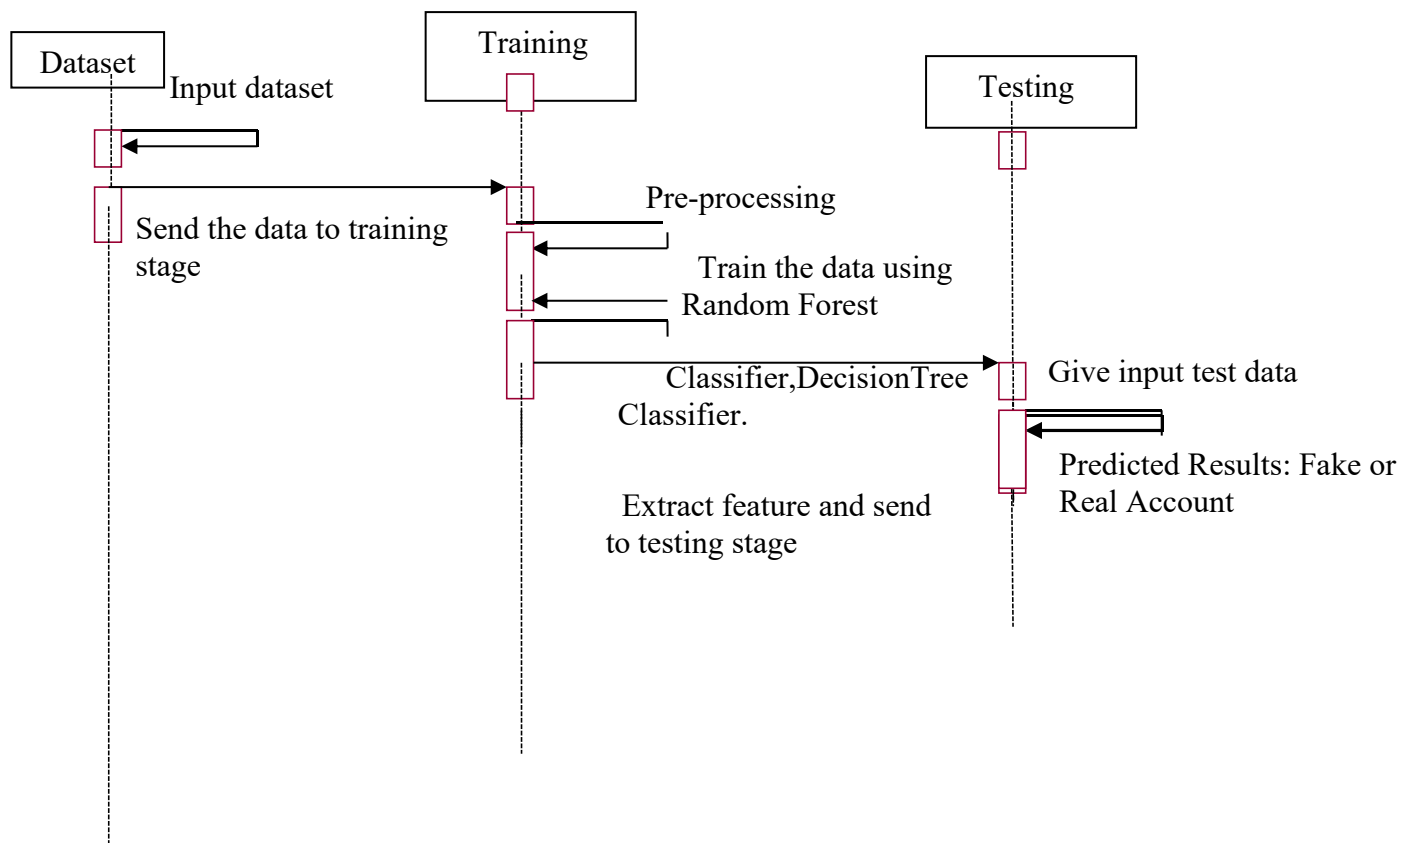 Dataset
Input dataset
Send the data to training
stage
Training
Pre-processing
Train the data using
Random Forest
Classifier,DecisionTree
Classifier.
Extract feature and send
to testing stage
Testing
Give input test data
Predicted Results: Fake or
Real Account